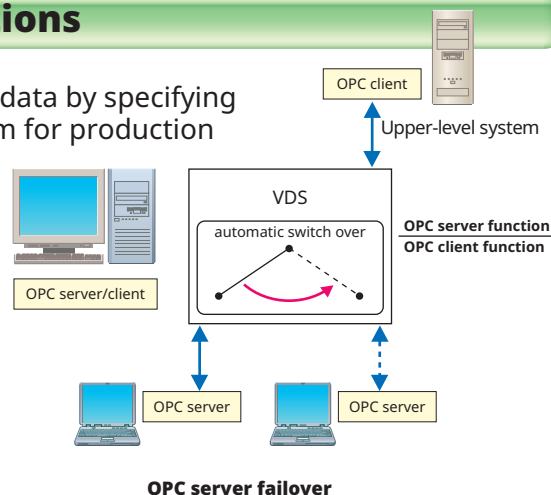 tions
data by specifying
m for production
OPC client
Upper-level system
VDS
automatic switch over
OPC server function
OPC client function
OPC server/client
OPC server
OPC server
OPC server failover